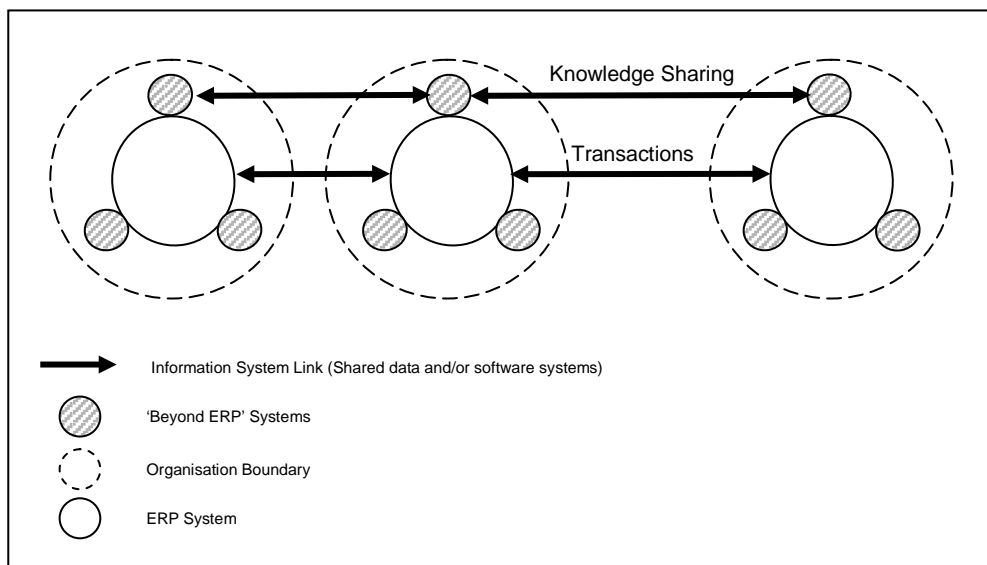 Knowledge Sharing
Transactions
Information System Link (Shared data and/or software systems)
‘Beyond ERP’ Systems
Organisation Boundary
ERP System